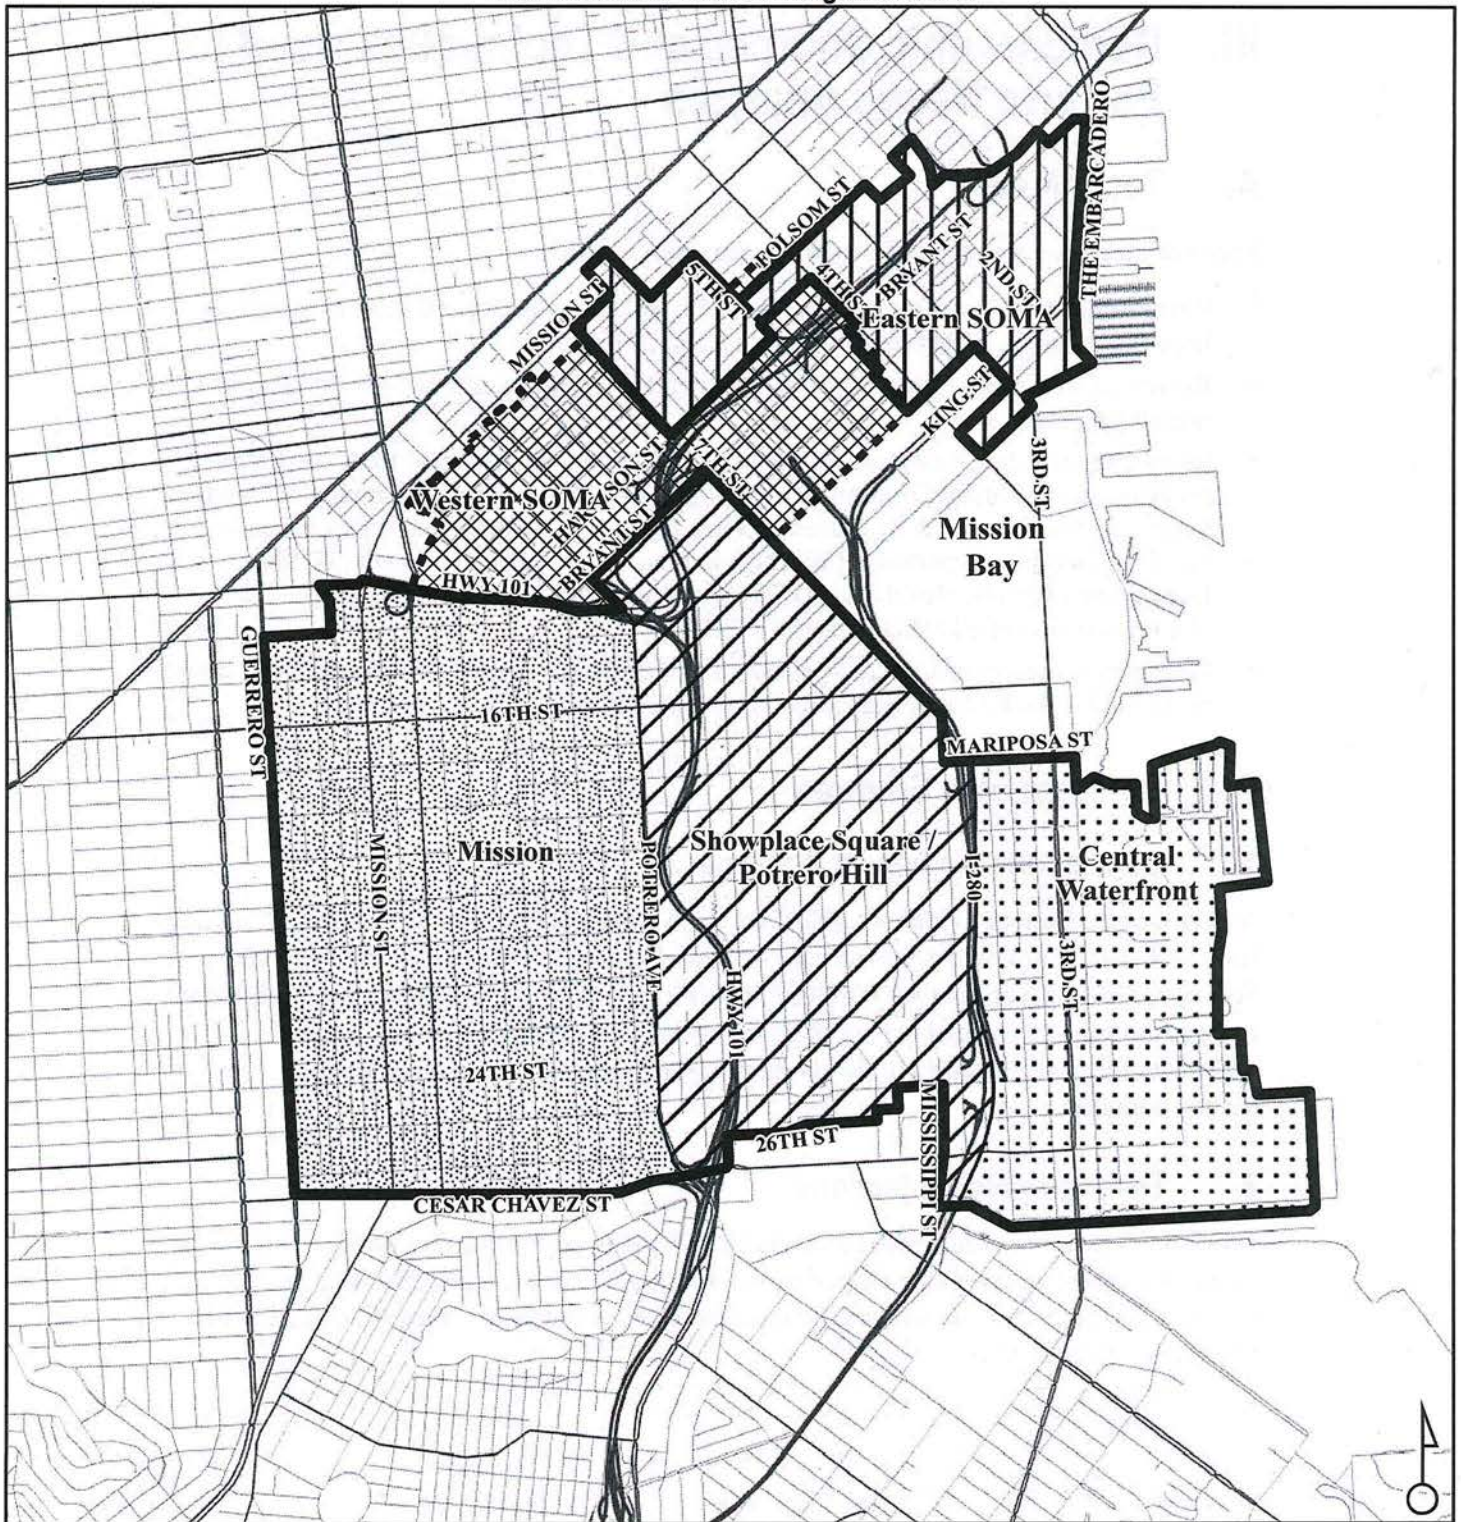 THE EMBARCADERO
FOLSOM ST
BRYANT ST
2ND ST
5TH ST
4TH ST
MISSION ST
Eastern SOMA
KING ST
3RD ST
HARRISON ST
7TH ST
Western SOMA
BRYANT ST
Mission
Bay
HWY 101
GUERRERO ST
16TH ST
MARIPOSA ST
MISSION ST
Mission
POTRERO AVE
Showplace Square /
Potrero Hill
I-280
Central
Waterfront
3RD ST
HWY 101
24TH ST
MISSISSIPPI ST
26TH ST
CESAR CHAVEZ ST